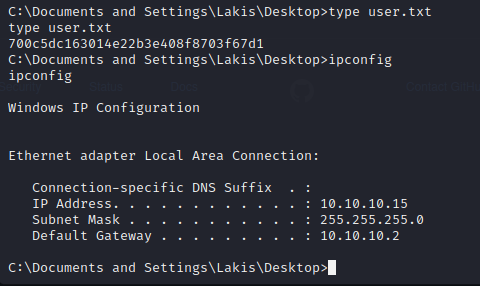 C:\Documents and Settings\Lakis\Desktop>type user.txt
type user.txt
700c5dc163014e22b3e408f8703f67d1
C:\Documents and Settings\Lakis\Desktop>ipconfig
ipconfig
Windows IP Configuration
Ethernet adapter Local Area Connection:
Connection-specific DNS Suffix  . :
IP Address. . . . . . . . . . . . : 10.10.10.15
Subnet Mask . . . . . . . . . . . : 255.255.255.0
Default Gateway . . . . . . . . . : 10.10.10.2
C:\Documents and Settings\Lakis\Desktop>